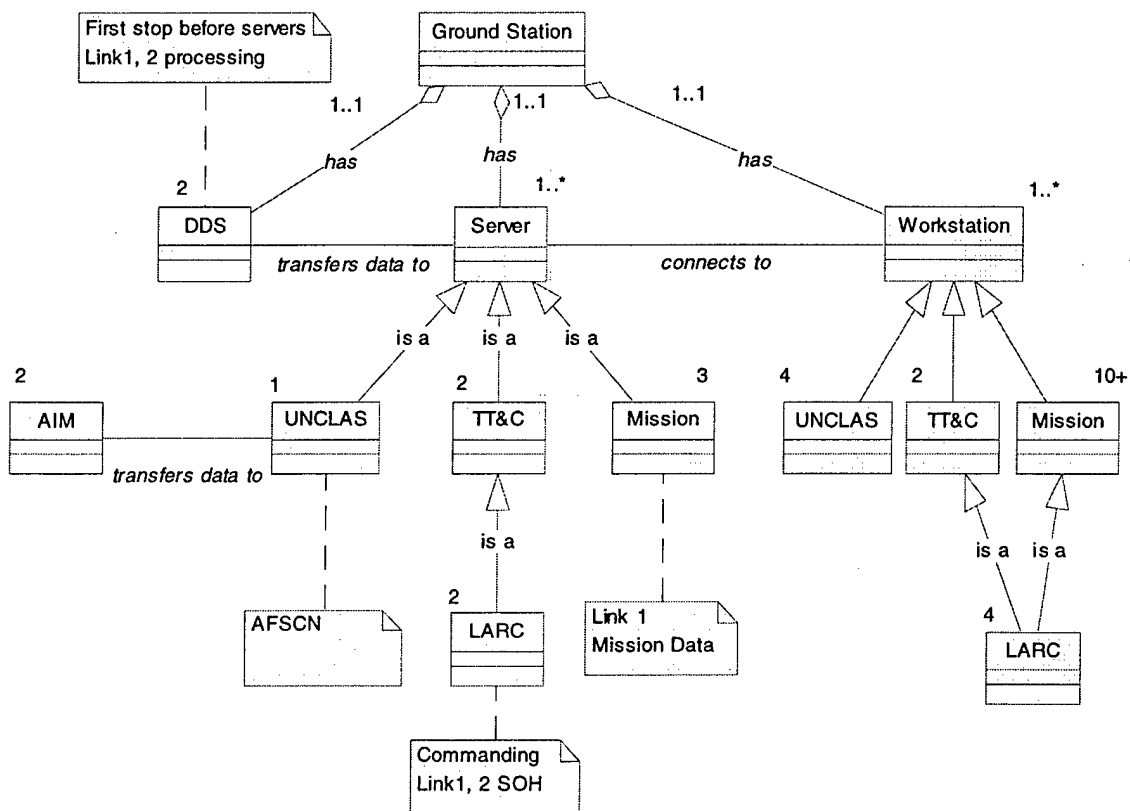 First stop before servers
Link1, 2 processing
Ground Station
1..1
1..1
1..1
has
has
has
2
1..*
1..*
DDS
Server
Workstation
transfers data to
connects to
is a
is a
is a
2
1
2
3
4
2
10+
AIM
UNCLAS
TT&C
Mission
UNCLAS
TT&C
Mission
transfers data to
is a
is a
is a
AFSCN
2
LARC
Link 1
Mission Data
4
LARC
Commanding
Link1, 2 SOH